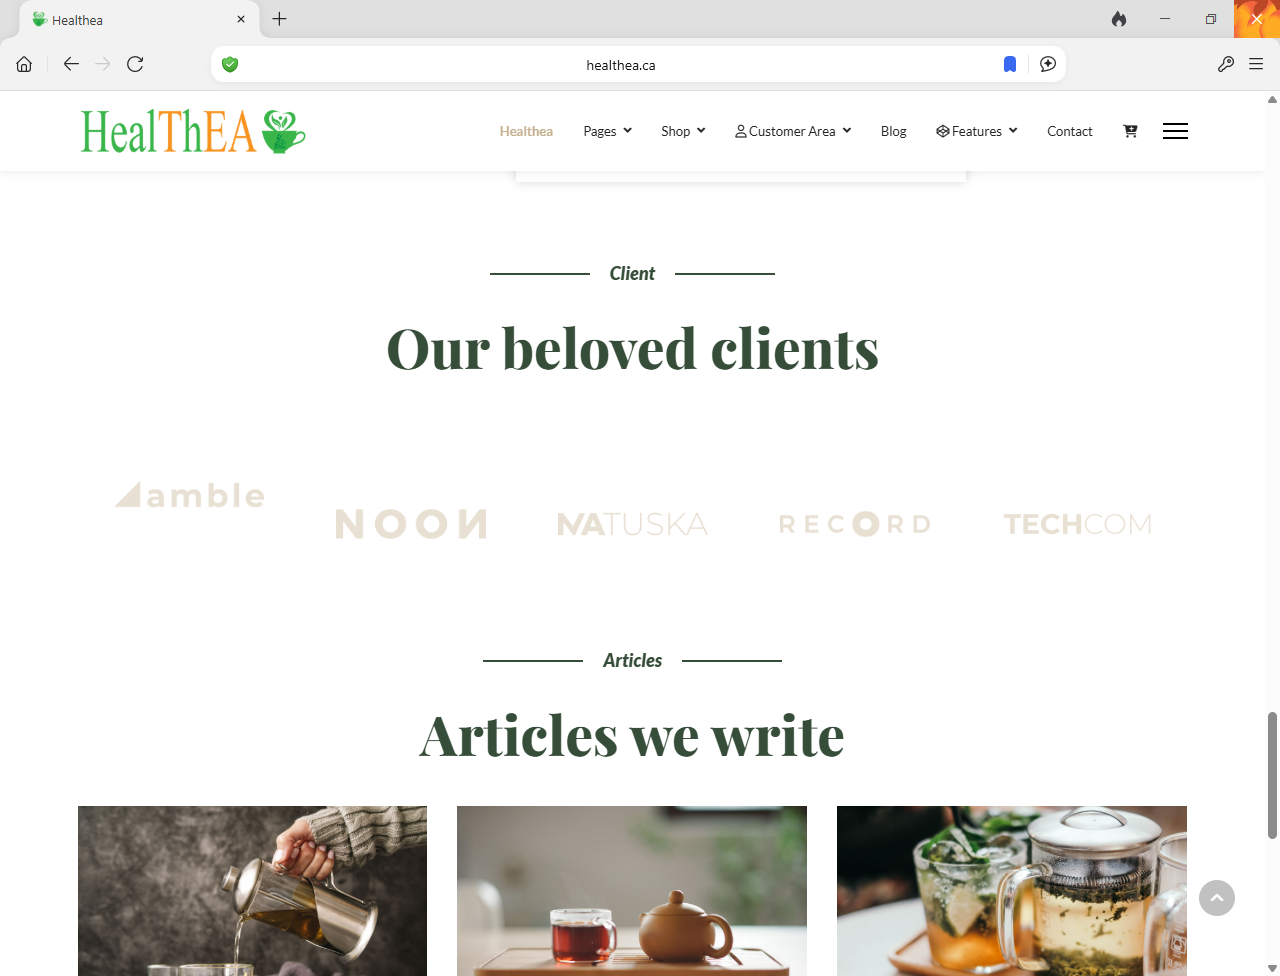 Healthea
healthea.ca
HealThEA
Healthea Pages Shop Customer Area Blog Features Contact
Client
Our beloved clients
amble
NOON
NATUSKA
RECORD
TECHCOM
Articles
Articles we write